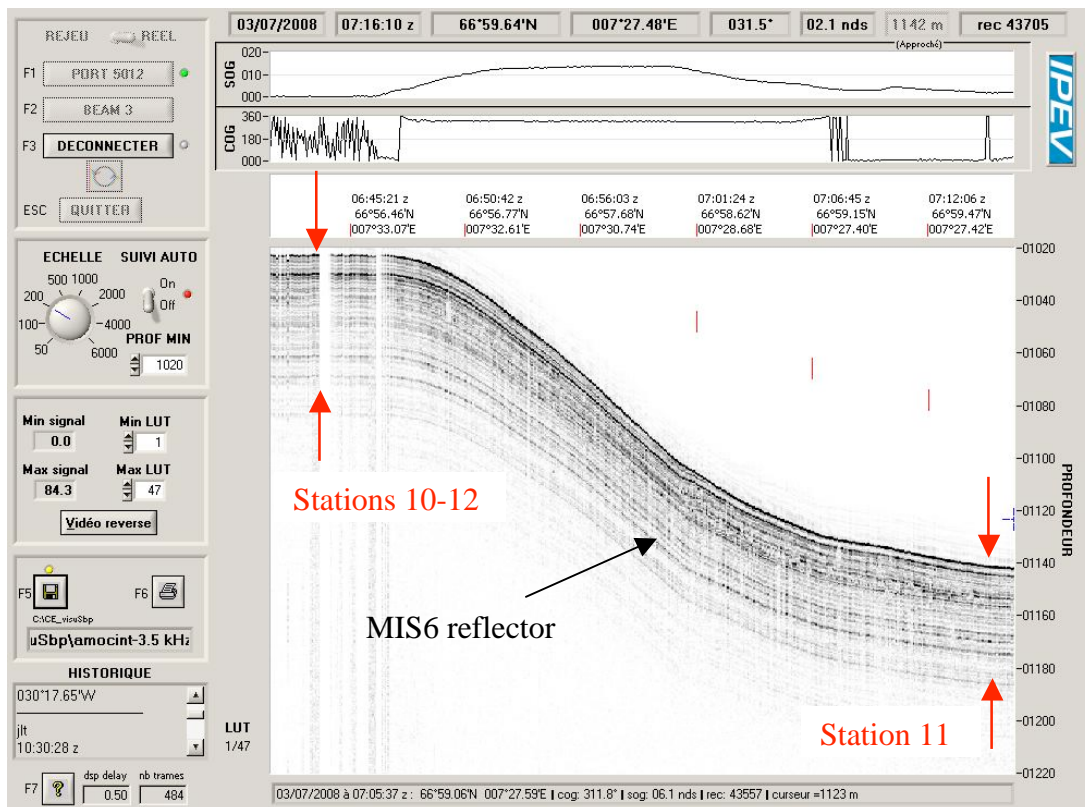 03/07/2008 07:16:10 z 66°59.64'N 007°27.48'E 031.5° 02.1 nds 1142 m rec 43705
(Approché)
REJEU REEL
F1 PORT 5012
F2 BEAM 3
F3 DECONNECTER
ESC QUITTER
SOG
020-
010-
000-
COG
360-
180-
000-
IPEV
06:45:21 z 06:50:42 z 06:56:03 z 07:01:24 z 07:06:45 z 07:12:06 z
66°56.46'N 66°56.77'N 66°57.68'N 66°58.62'N 66°59.15'N 66°59.47'N
007°33.07'E 007°32.61'E 007°30.74'E 007°28.68'E 007°27.40'E 007°27.42'E
ECHELLE SUIVI AUTO
50 100 200 500 1000 2000 4000 6000
On
Off
PROF MIN
1020
Min signal Min LUT
0.0 1
Max signal Max LUT
84.3 47
Vidéo reverse
F5 F6
C:\CE_visuSbp
uSbp\amocint-3.5 kHz
HISTORIQUE
030°17.65'W
jlt
10:30:28 z
F7 ? dsp delay nb trames
0.50 484
LUT
1/47
-01020
-01040
-01060
-01080
-01100
-01120
-01140
-01160
-01180
-01200
-01220
PROFONDEUR
Stations 10-12
MIS6 reflector
Station 11
03/07/2008 à 07:05:37 z : 66°59.06'N 007°27.59'E | cog: 311.8° | sog: 06.1 nds | rec: 43557 | curseur =1123 m